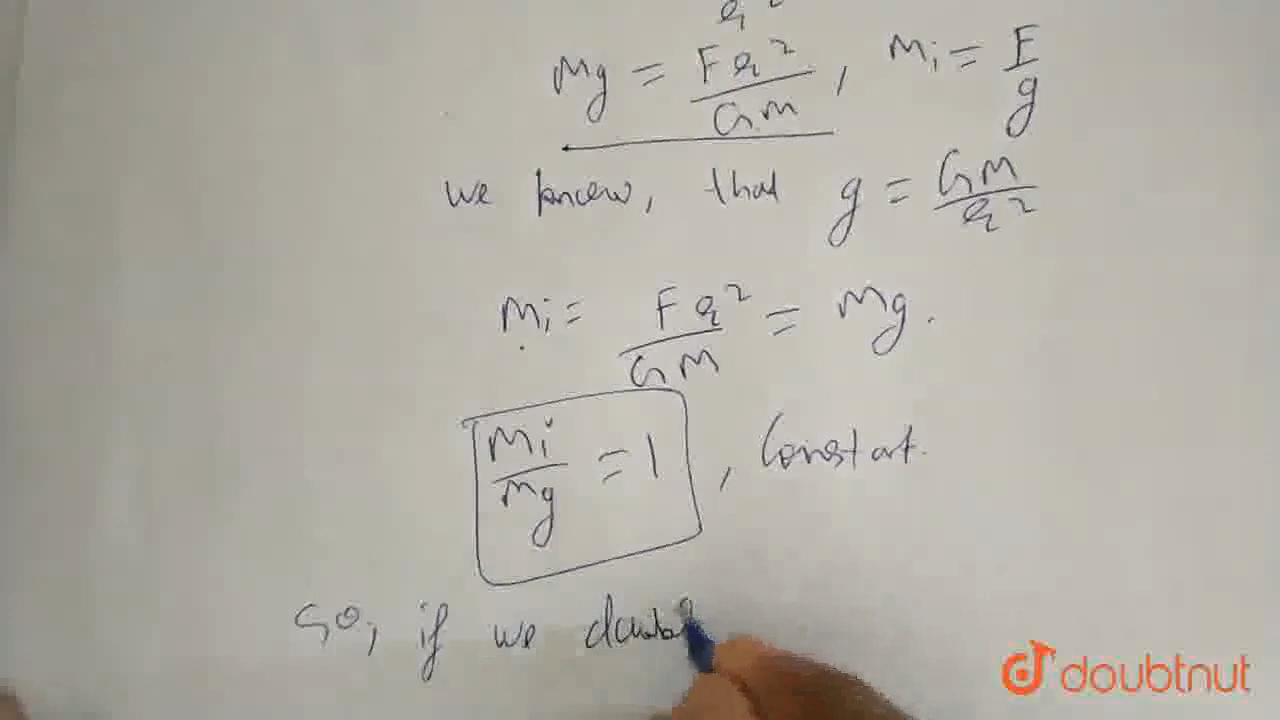 Mg = Fr²/GM, Mi = F/g
We know, that g = GM/r²
Mi = Fr²/GM = Mg.
Mi/Mg = 1, Constant.
So, if we doubl
doubtnut